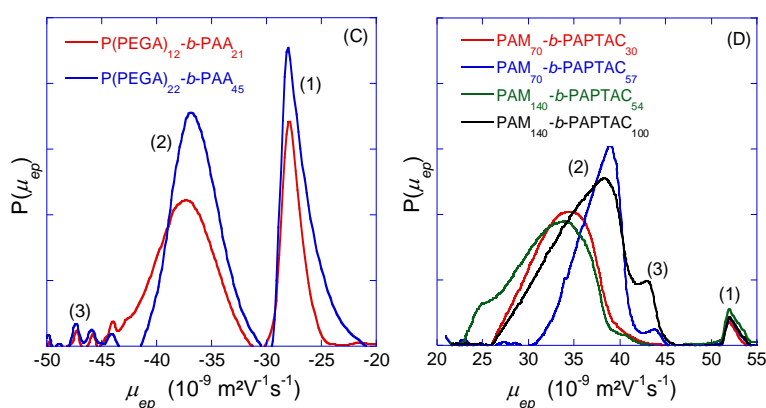 (C)
P(PEGA)12-b-PAA21
P(PEGA)22-b-PAA45
(1)
(2)
(3)
P(μep)
-50 -45 -40 -35 -30 -25 -20
μep (10-9 m²V-1s-1)
(D)
PAM70-b-PAPTAC30
PAM70-b-PAPTAC57
PAM140-b-PAPTAC54
PAM140-b-PAPTAC100
(2)
(3)
(1)
P(μep)
20 25 30 35 40 45 50 55
μep (10-9 m²V-1s-1)